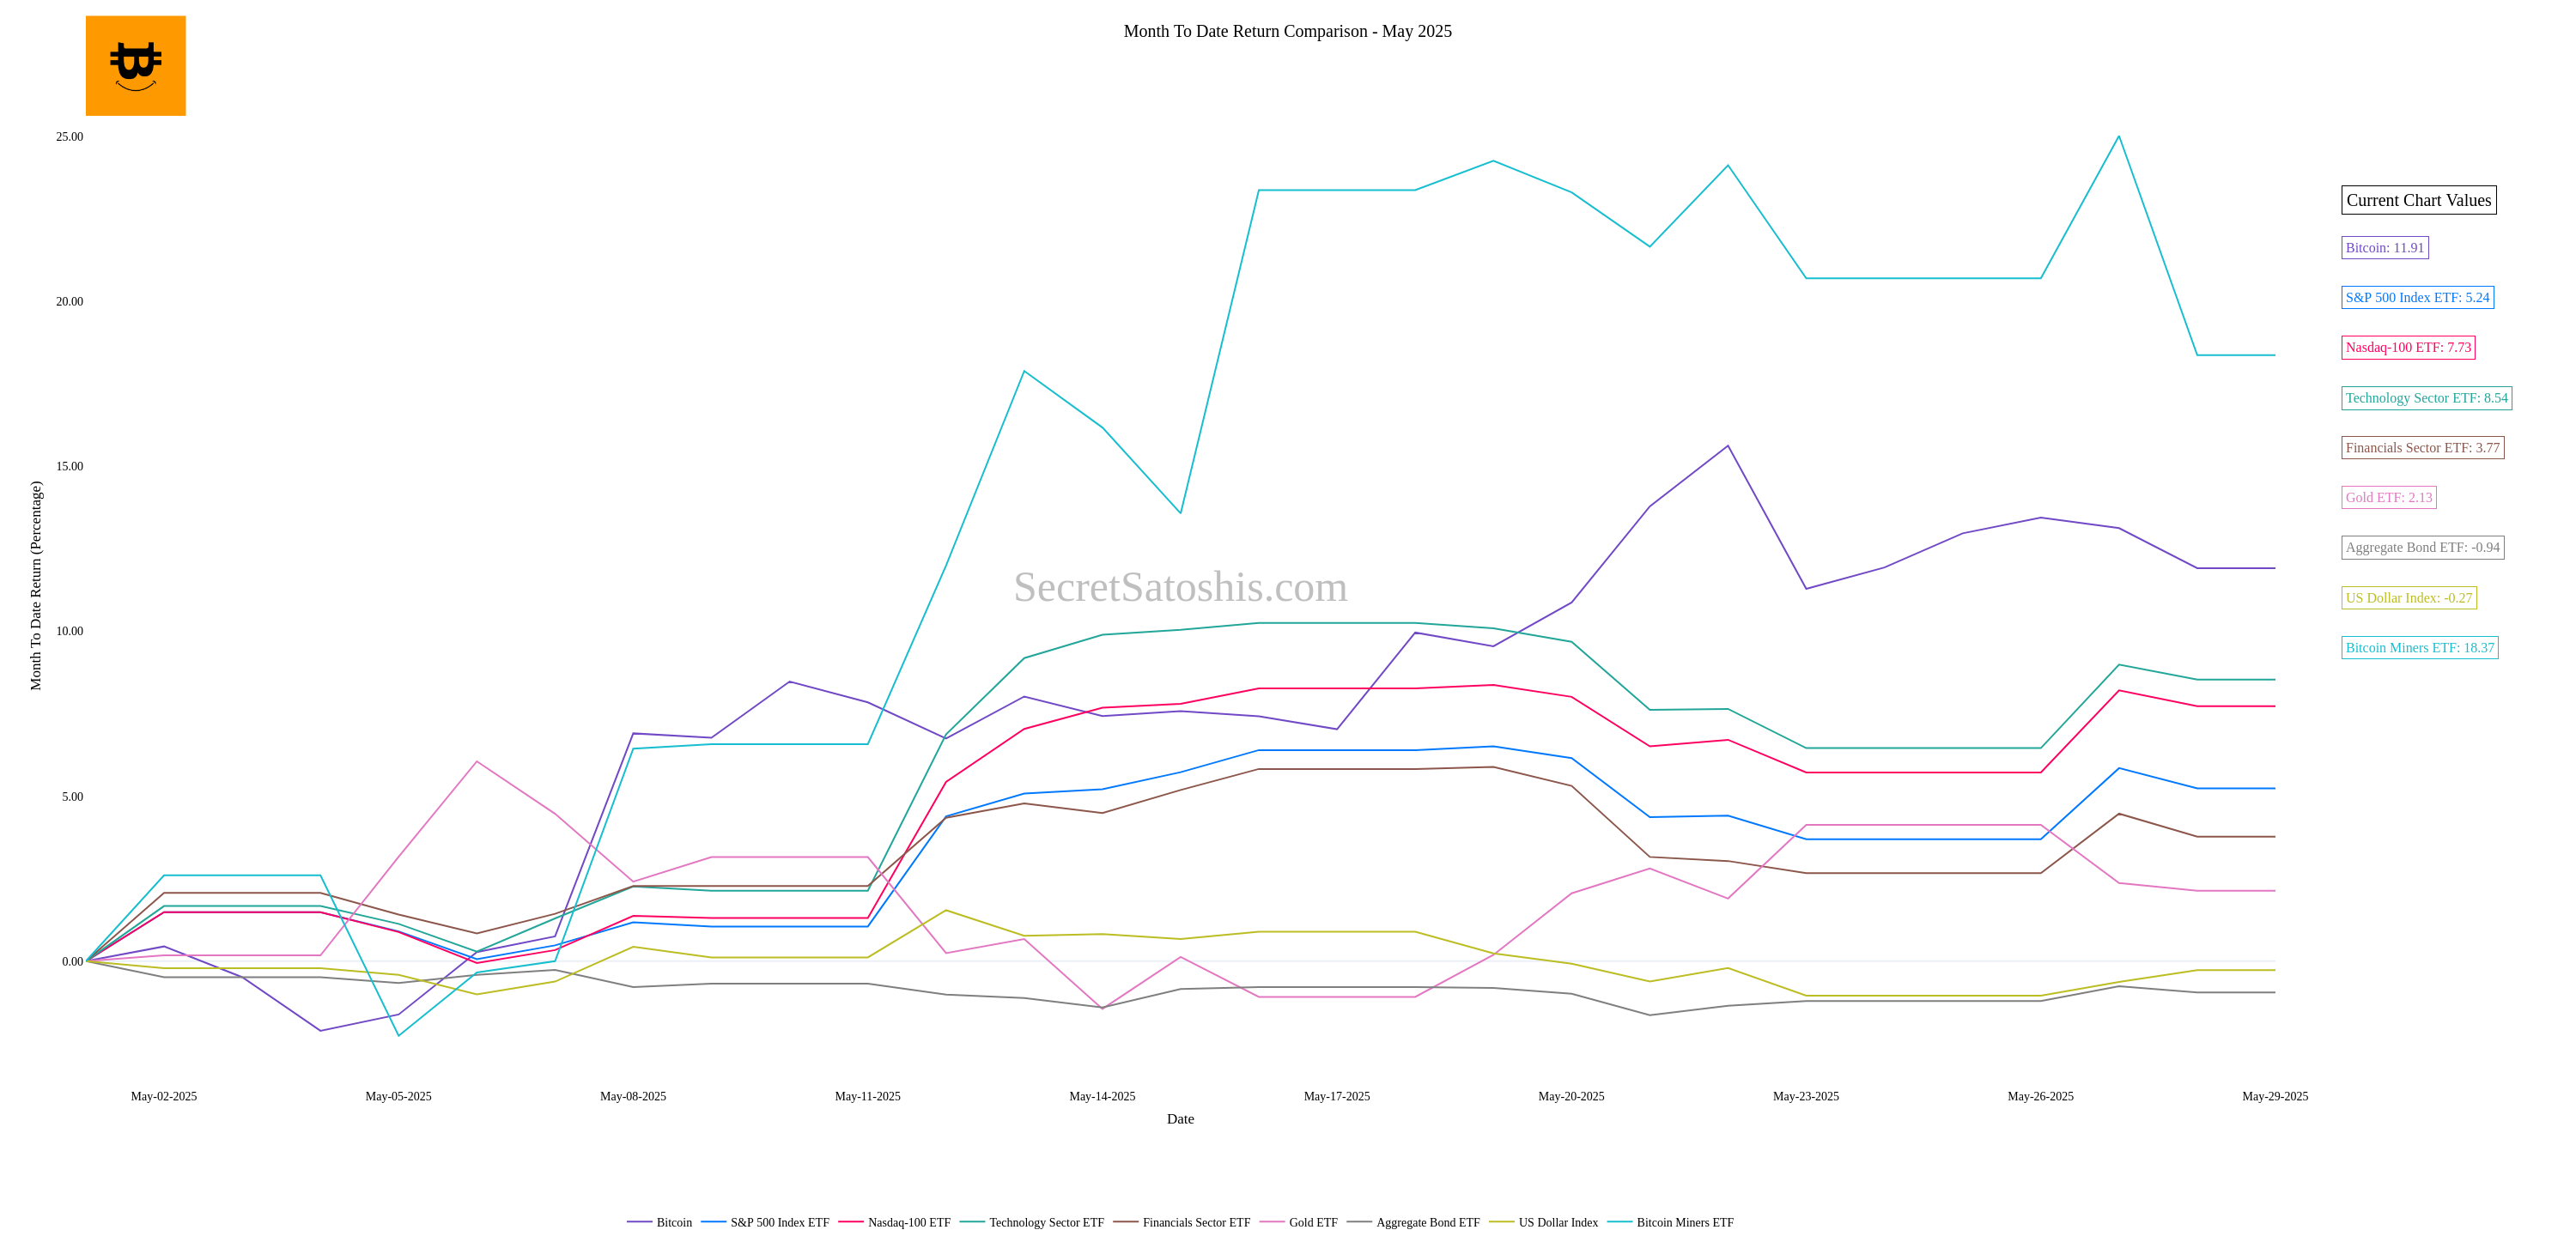 Month To Date Return Comparison - May 2025
25.00
20.00
15.00
10.00
5.00
0.00
Month To Date Return (Percentage)
SecretSatoshis.com
Current Chart Values
Bitcoin: 11.91
S&P 500 Index ETF: 5.24
Nasdaq-100 ETF: 7.73
Technology Sector ETF: 8.54
Financials Sector ETF: 3.77
Gold ETF: 2.13
Aggregate Bond ETF: -0.94
US Dollar Index: -0.27
Bitcoin Miners ETF: 18.37
May-02-2025 May-05-2025 May-08-2025 May-11-2025 May-14-2025 May-17-2025 May-20-2025 May-23-2025 May-26-2025 May-29-2025
Date
Bitcoin S&P 500 Index ETF Nasdaq-100 ETF Technology Sector ETF Financials Sector ETF Gold ETF Aggregate Bond ETF US Dollar Index Bitcoin Miners ETF